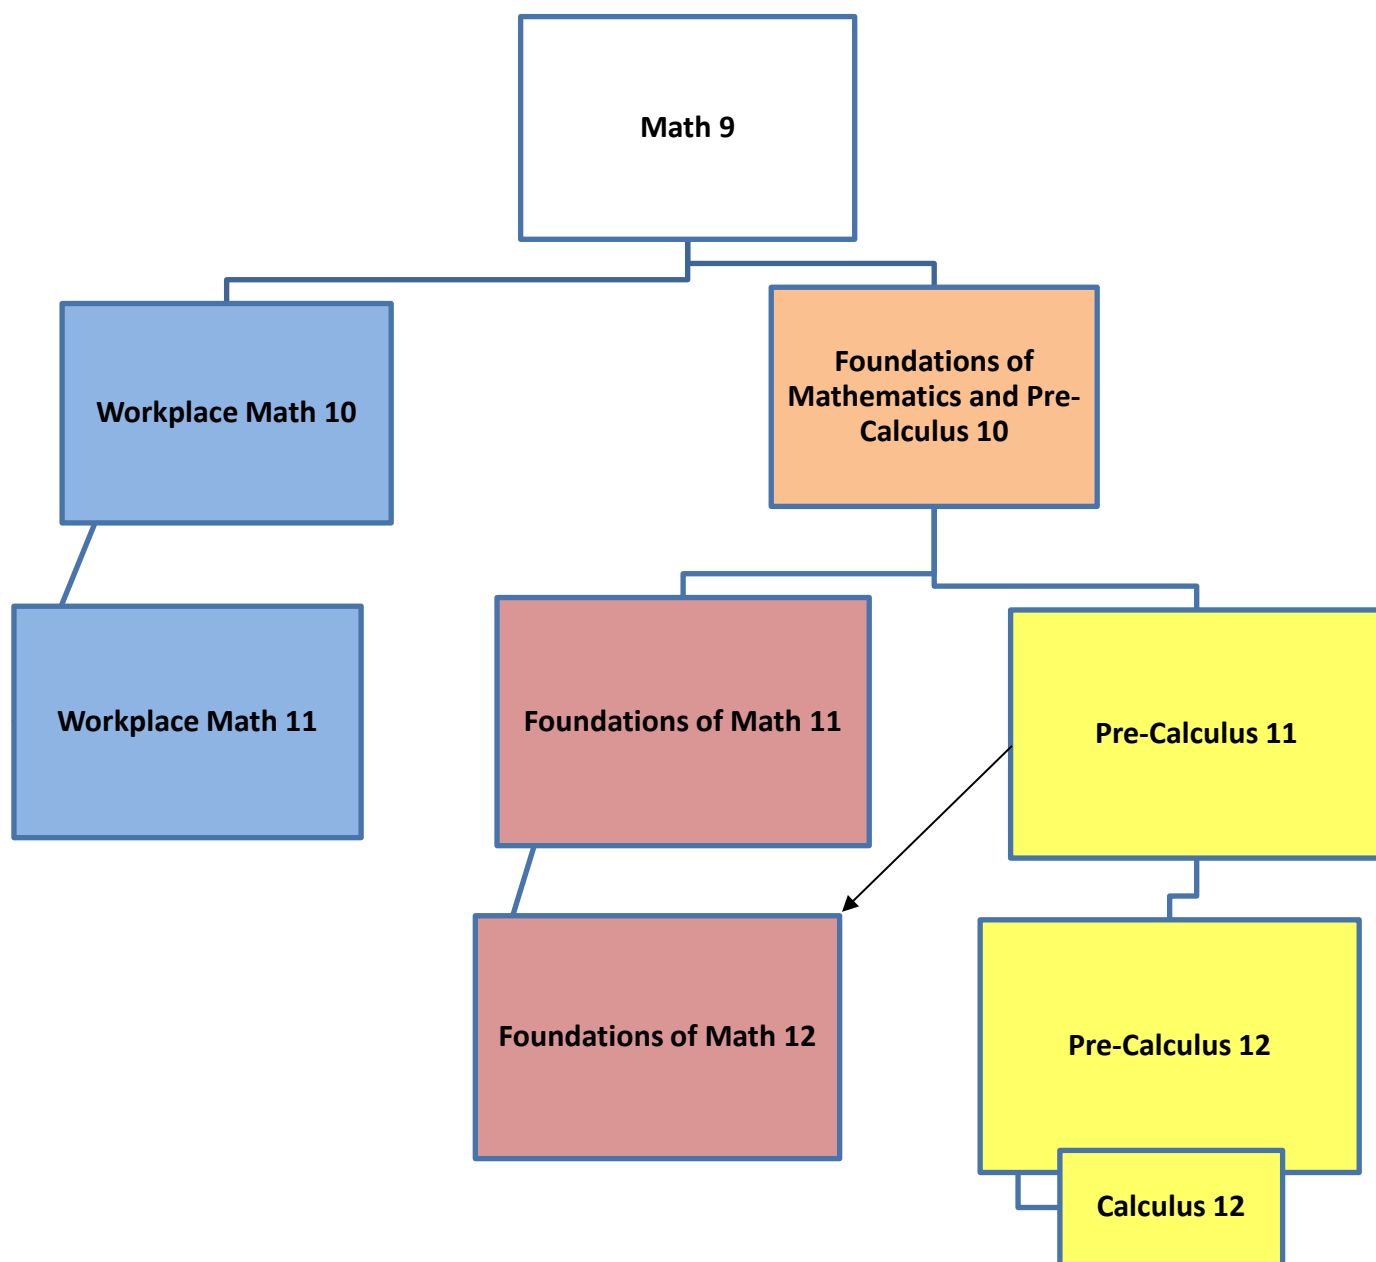 Math 9
Workplace Math 10
Foundations of
Mathematics and Pre-
Calculus 10
Workplace Math 11
Foundations of Math 11
Pre-Calculus 11
Foundations of Math 12
Pre-Calculus 12
Calculus 12